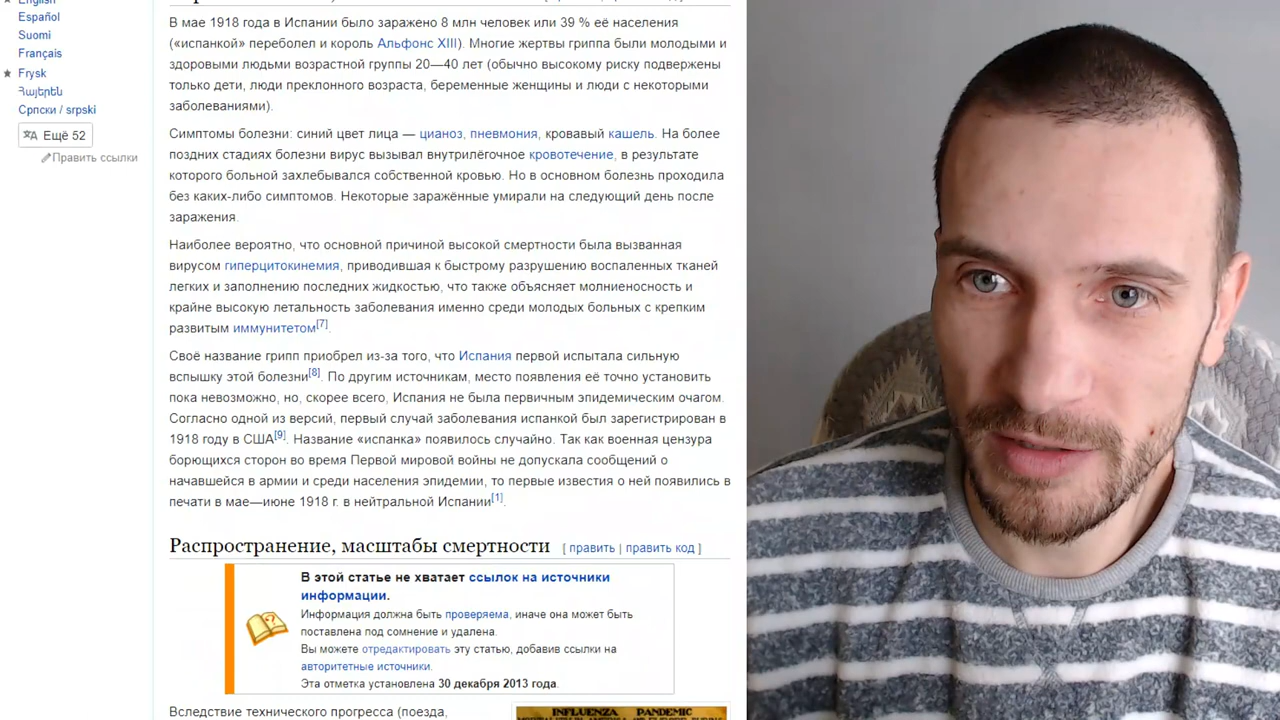 English
Español
Suomi
Français
Frysk
Հայերեն
Српски / srpski
Ещё 52
Править ссылки
В мае 1918 года в Испании было заражено 8 млн человек или 39 % её населения
(«испанкой» переболел и король Альфонс XIII). Многие жертвы гриппа были молодыми и
здоровыми людьми возрастной группы 20—40 лет (обычно высокому риску подвержены
только дети, люди преклонного возраста, беременные женщины и люди с некоторыми
заболеваниями).
Симптомы болезни: синий цвет лица — цианоз, пневмония, кровавый кашель. На более
поздних стадиях болезни вирус вызывал внутрилёгочное кровотечение, в результате
которого больной захлебывался собственной кровью. Но в основном болезнь проходила
без каких-либо симптомов. Некоторые заражённые умирали на следующий день после
заражения.
Наиболее вероятно, что основной причиной высокой смертности была вызванная
вирусом гиперцитокинемия, приводившая к быстрому разрушению воспаленных тканей
легких и заполнению последних жидкостью, что также объясняет молниеносность и
крайне высокую летальность заболевания именно среди молодых больных с крепким
развитым иммунитетом[7].
Своё название грипп приобрел из-за того, что Испания первой испытала сильную
вспышку этой болезни[8]. По другим источникам, место появления её точно установить
пока невозможно, но, скорее всего, Испания не была первичным эпидемическим очагом.
Согласно одной из версий, первый случай заболевания испанкой был зарегистрирован в
1918 году в США[9]. Название «испанка» появилось случайно. Так как военная цензура
борющихся сторон во время Первой мировой войны не допускала сообщений о
начавшейся в армии и среди населения эпидемии, то первые известия о ней появились в
печати в мае—июне 1918 г. в нейтральной Испании[1].
Распространение, масштабы смертности [ править | править код ]
В этой статье не хватает ссылок на источники
информации.
Информация должна быть проверяема, иначе она может быть
поставлена под сомнение и удалена.
Вы можете отредактировать эту статью, добавив ссылки на
авторитетные источники.
Эта отметка установлена 30 декабря 2013 года.
Вследствие технического прогресса (поезда,
INFLUENZA PANDEMIC